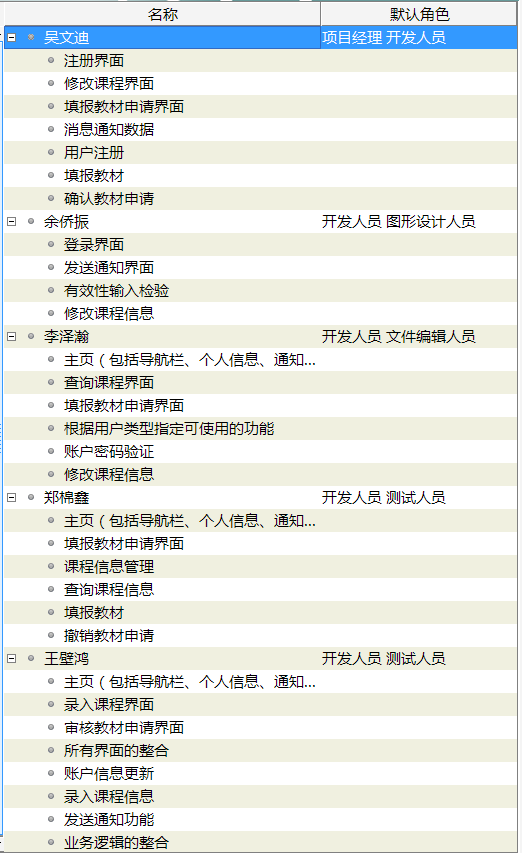 名称 默认角色
吴文迪 项目经理 开发人员
注册界面
修改课程界面
填报教材申请界面
消息通知数据
用户注册
填报教材
确认教材申请
余侨振 开发人员 图形设计人员
登录界面
发送通知界面
有效性输入检验
修改课程信息
李泽瀚 开发人员 文件编辑人员
主页（包括导航栏、个人信息、通知...
查询课程界面
填报教材申请界面
根据用户类型指定可使用的功能
账户密码验证
修改课程信息
郑棉鑫 开发人员 测试人员
主页（包括导航栏、个人信息、通知...
填报教材申请界面
课程信息管理
查询课程信息
填报教材
撤销教材申请
王壁鸿 开发人员 测试人员
主页（包括导航栏、个人信息、通知...
录入课程界面
审核教材申请界面
所有界面的整合
账户信息更新
录入课程信息
发送通知功能
业务逻辑的整合